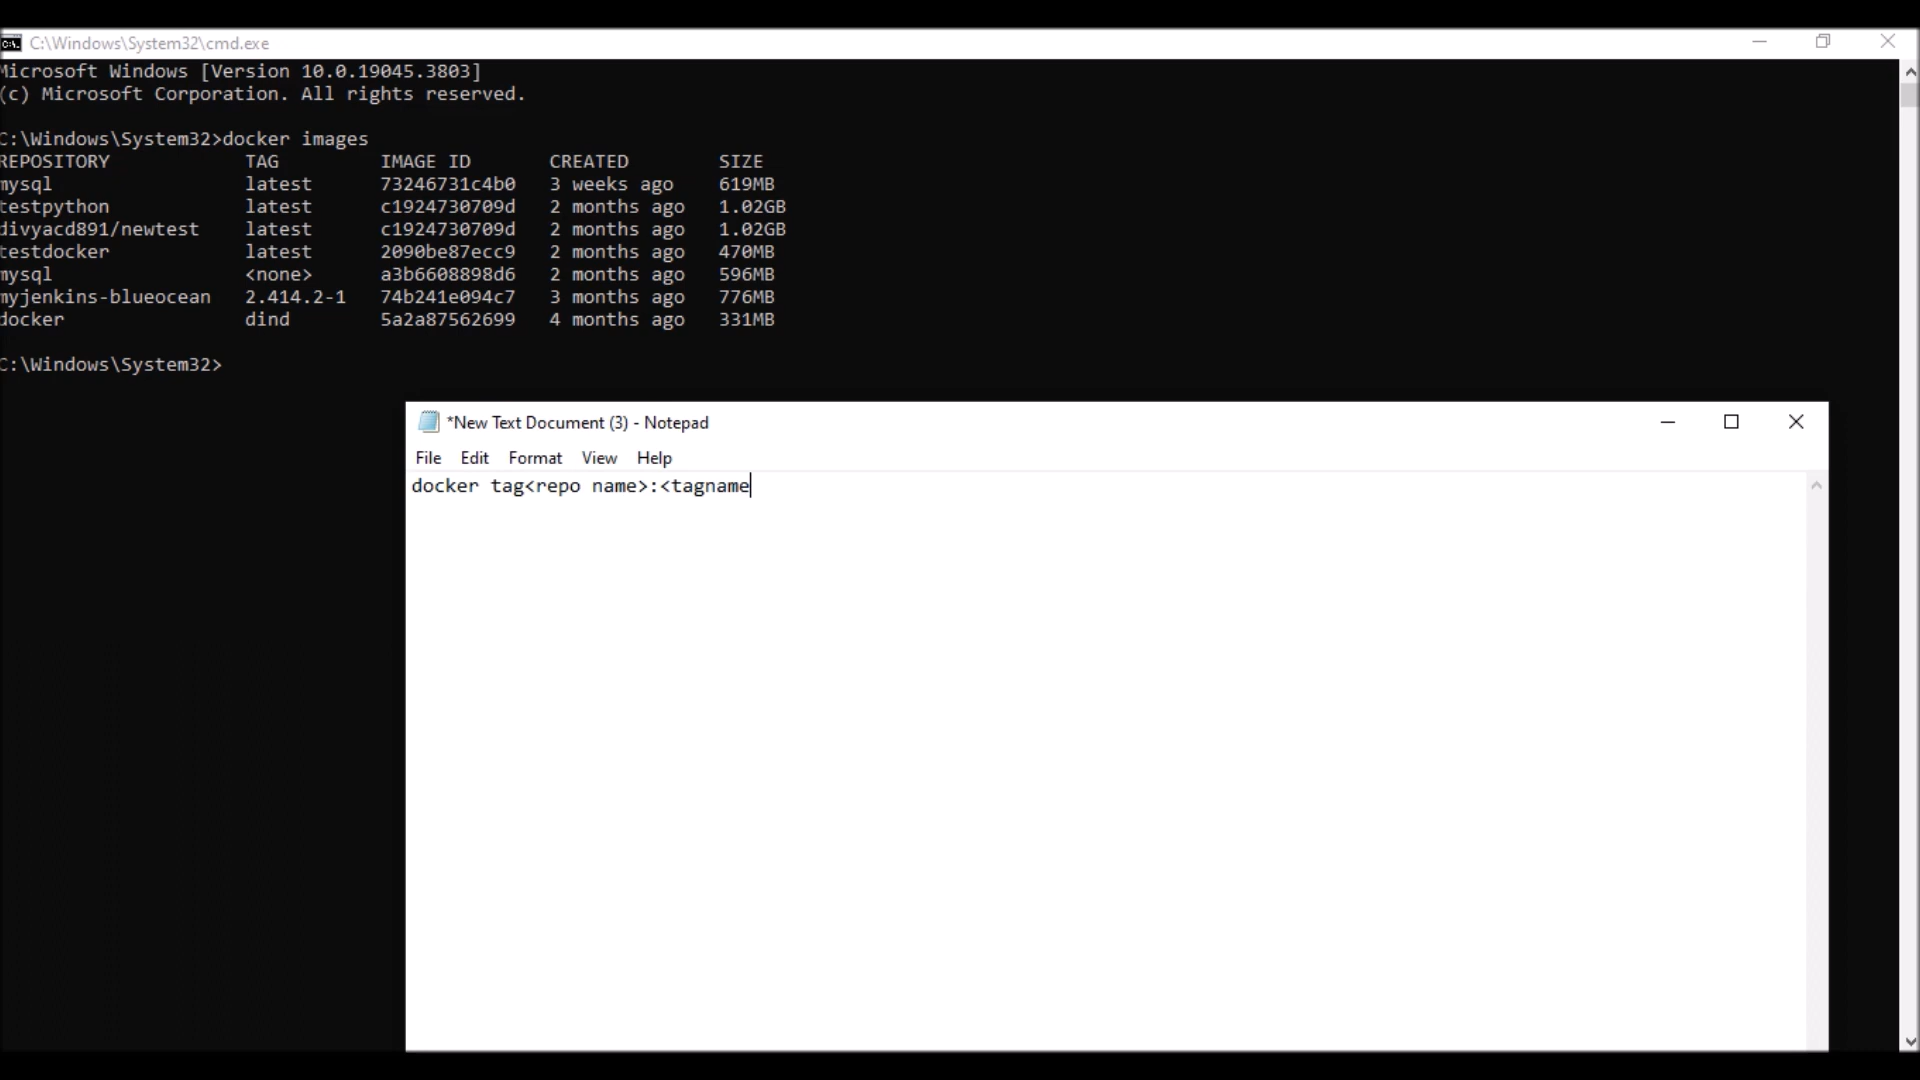 C:\Windows\System32\cmd.exe
Microsoft Windows [Version 10.0.19045.3803]
(c) Microsoft Corporation. All rights reserved.
C:\Windows\System32>docker images
REPOSITORY TAG IMAGE ID CREATED SIZE
mysql latest 73246731c4b0 3 weeks ago 619MB
testpython latest c1924730709d 2 months ago 1.02GB
divyacd891/newtest latest c1924730709d 2 months ago 1.02GB
testdocker latest 2090be87ecc9 2 months ago 470MB
mysql <none> a3b6608898d6 2 months ago 596MB
myjenkins-blueocean 2.414.2-1 74b241e094c7 3 months ago 776MB
docker dind 5a2a87562699 4 months ago 331MB
C:\Windows\System32>
*New Text Document (3) - Notepad
File Edit Format View Help
docker tag<repo name>:<tagname